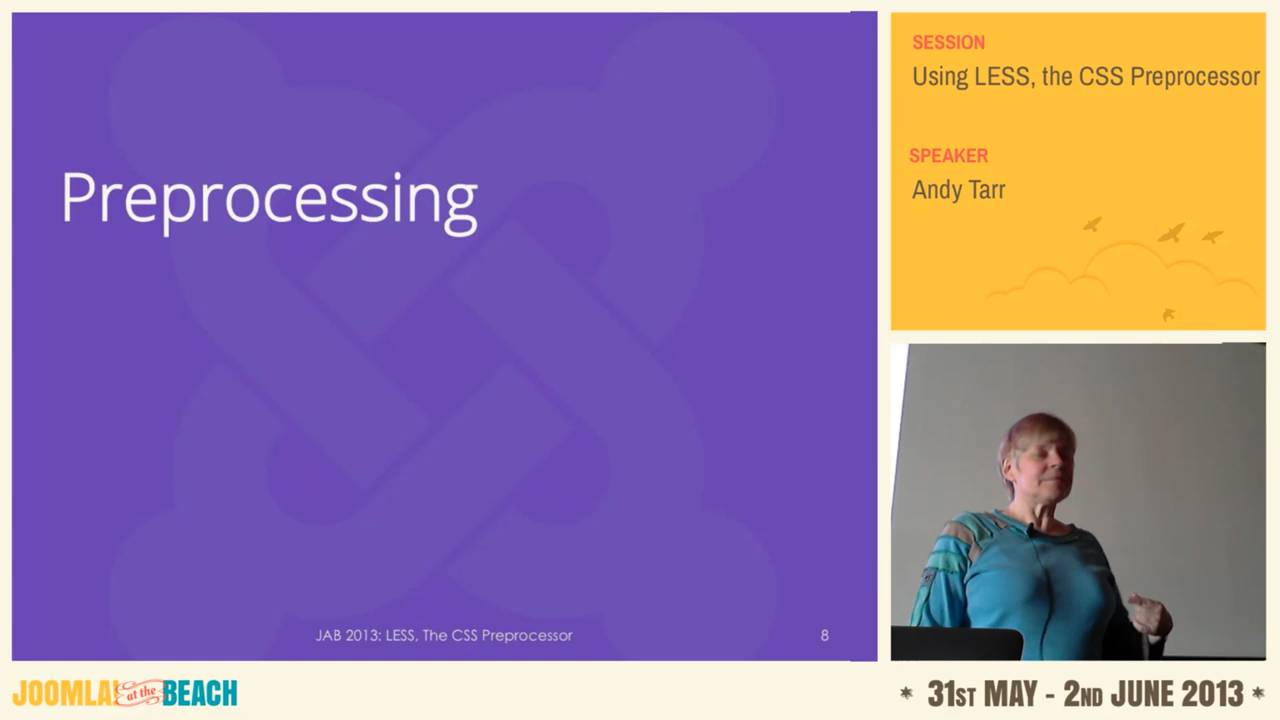 Preprocessing
JAB 2013: LESS, The CSS Preprocessor
8
SESSION
Using LESS, the CSS Preprocessor
SPEAKER
Andy Tarr
JOOMLA! at the BEACH
* 31ST MAY - 2ND JUNE 2013 *